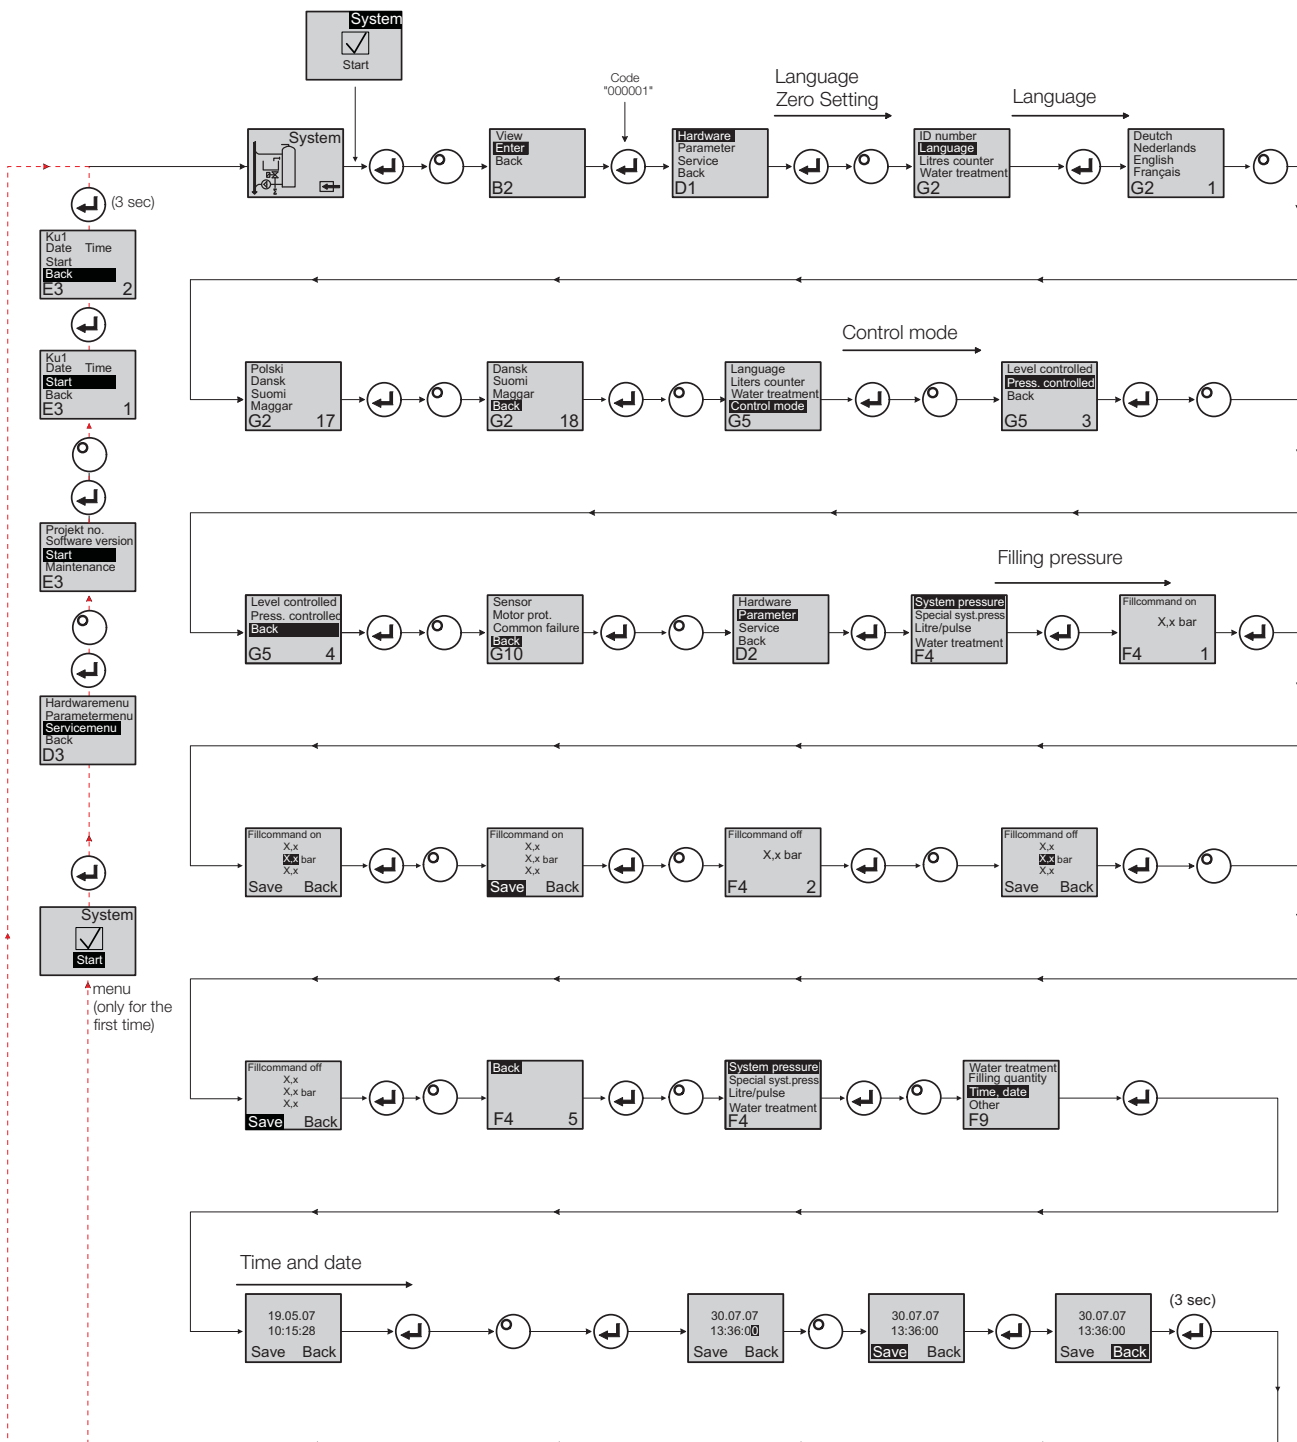 System
Start
Code
"000001"
Language
Zero Setting
Language
System
View
Enter
Back
B2
Hardware
Parameter
Service
Back
D1
ID number
Language
Litres counter
Water treatment
G2
Deutch
Nederlands
English
Français
G2 1
(3 sec)
Ku1
Date Time
Start
Back
E3 2
Ku1
Date Time
Start
Back
E3 1
Projekt no.
Software version
Start
Maintenance
E3
Hardwaremenu
Parametermenu
Servicemenu
Back
D3
System
Start
menu
(only for the
first time)
Control mode
Polski
Dansk
Suomi
Maggar
G2 17
Dansk
Suomi
Maggar
Back
G2 18
Language
Liters counter
Water treatment
Control mode
G5
Level controlled
Press. controlled
Back
G5 3
Filling pressure
Level controlled
Press. controlled
Back
G5 4
Sensor
Motor prot.
Common failure
Back
G10
Hardware
Parameter
Service
Back
D2
System pressure
Special syst.press
Litre/pulse
Water treatment
F4
Fillcommand on
X,x bar
F4 1
Fillcommand on
X,x
X,x bar
X,x
Save Back
Fillcommand on
X,x
X,x bar
X,x
Save Back
Fillcommand off
X,x bar
F4 2
Fillcommand off
X,x
X,x bar
X,x
Save Back
Fillcommand off
X,x
X,x bar
X,x
Save Back
Back
F4 5
System pressure
Special syst.press
Litre/pulse
Water treatment
F4
Water treatment
Filling quantity
Time, date
Other
F9
Time and date
19.05.07
10:15:28
Save Back
30.07.07
13:36:00
Save Back
30.07.07
13:36:00
Save Back
30.07.07
13:36:00
Save Back
(3 sec)